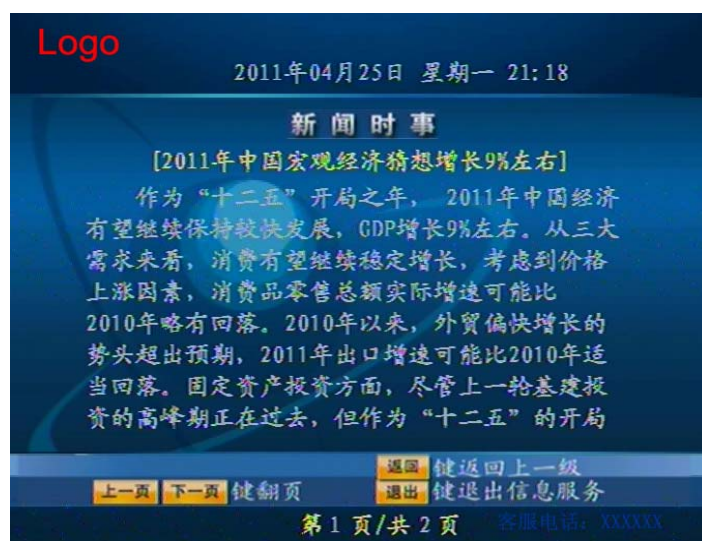 Logo
2011年04月25日 星期一 21:18
新闻时事
[2011年中国宏观经济猜想增长9%左右]
作为“十二五”开局之年， 2011年中国经济
有望继续保持较快发展，GDP增长9%左右。从三大
需求来看，消费有望继续稳定增长，考虑到价格
上涨因素，消费品零售总额实际增速可能比
2010年略有回落。2010年以来，外贸偏快增长的
势头超出预期，2011年出口增速可能比2010年适
当回落。固定资产投资方面，尽管上一轮基建投
资的高峰期正在过去，但作为“十二五”的开局
返回 键返回上一级
上一页 下一页 键翻页 退出 键退出信息服务
第1页/共2页 客服电话：XXXXXX